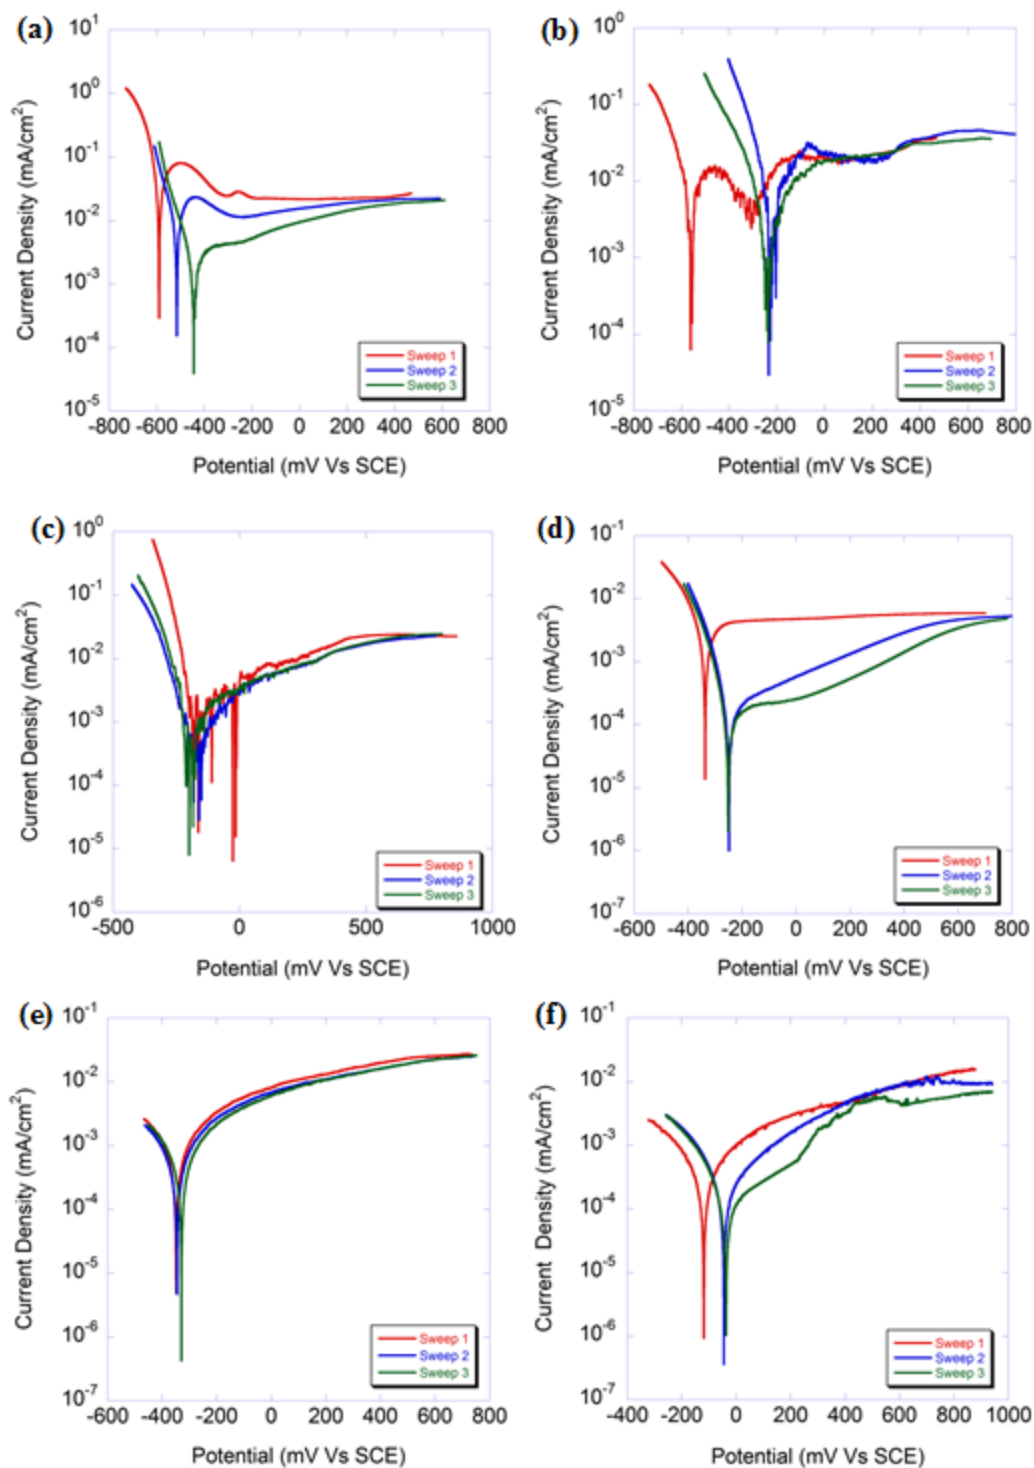 (a)
10^1
10^0
10^-1
10^-2
10^-3
10^-4
10^-5
Current Density (mA/cm^2)
Sweep 1
Sweep 2
Sweep 3
-800 -600 -400 -200 0 200 400 600 800
Potential (mV Vs SCE)
(b)
10^0
10^-1
10^-2
10^-3
10^-4
10^-5
Current Density (mA/cm^2)
Sweep 1
Sweep 2
Sweep 3
-800 -600 -400 -200 0 200 400 600 800
Potential (mV Vs SCE)
(c)
10^0
10^-1
10^-2
10^-3
10^-4
10^-5
10^-6
Current Density (mA/cm^2)
Sweep 1
Sweep 2
Sweep 3
-500 0 500 1000
Potential (mV Vs SCE)
(d)
10^-1
10^-2
10^-3
10^-4
10^-5
10^-6
10^-7
Current Density (mA/cm^2)
Sweep 1
Sweep 2
Sweep 3
-600 -400 -200 0 200 400 600 800
Potential (mV Vs SCE)
(e)
10^-1
10^-2
10^-3
10^-4
10^-5
10^-6
10^-7
Current Density (mA/cm^2)
Sweep 1
Sweep 2
Sweep 3
-600 -400 -200 0 200 400 600 800
Potential (mV Vs SCE)
(f)
10^-1
10^-2
10^-3
10^-4
10^-5
10^-6
10^-7
Current Density (mA/cm^2)
Sweep 1
Sweep 2
Sweep 3
-400 -200 0 200 400 600 800 1000
Potential (mV Vs SCE)